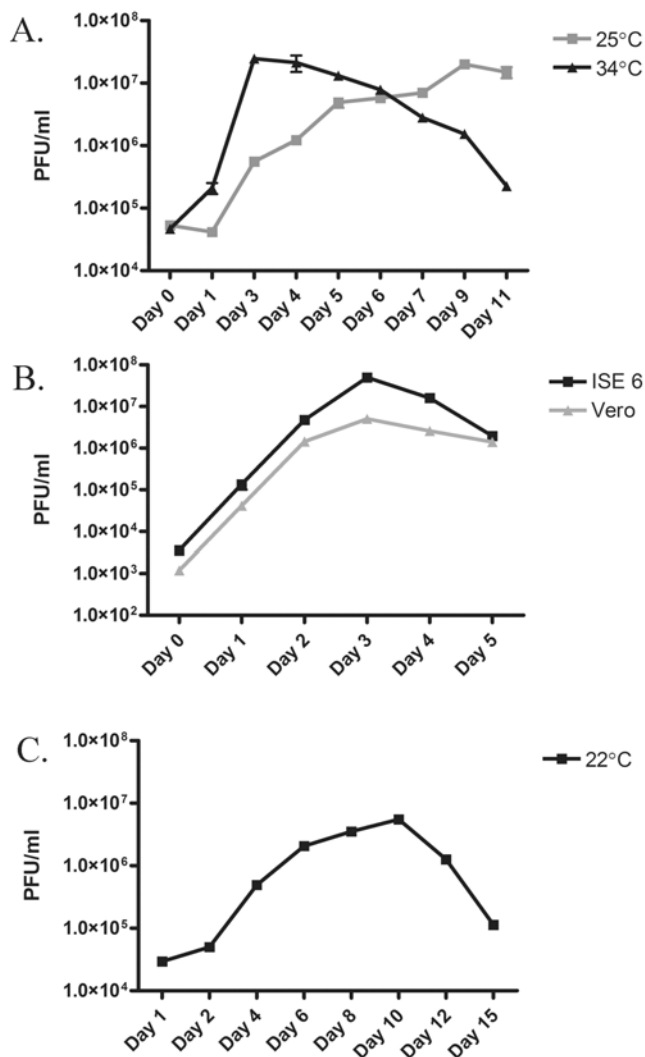 A.
1.0×10⁸
1.0×10⁷
1.0×10⁶
1.0×10⁵
1.0×10⁴
PFU/ml
Day 0 Day 1 Day 3 Day 4 Day 5 Day 6 Day 7 Day 9 Day 11
25°C
34°C
B.
1.0×10⁸
1.0×10⁷
1.0×10⁶
1.0×10⁵
1.0×10⁴
1.0×10³
1.0×10²
PFU/ml
Day 0 Day 1 Day 2 Day 3 Day 4 Day 5
ISE 6
Vero
C.
1.0×10⁸
1.0×10⁷
1.0×10⁶
1.0×10⁵
1.0×10⁴
PFU/ml
Day 1 Day 2 Day 4 Day 6 Day 8 Day 10 Day 12 Day 15
22°C